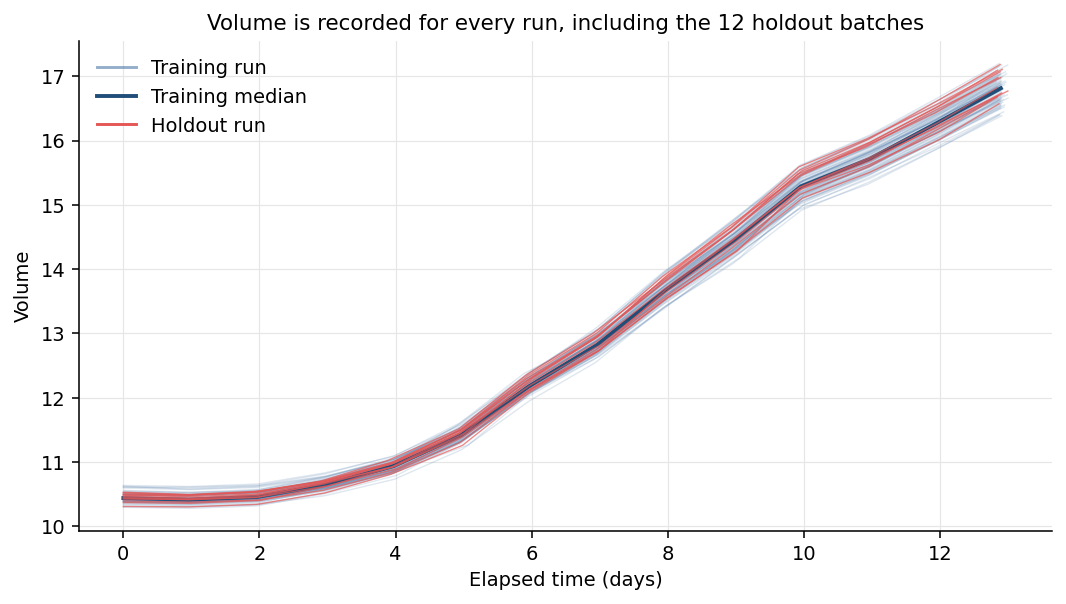 Volume is recorded for every run, including the 12 holdout batches
Training run
Training median
Holdout run
17
16
15
14
13
12
11
10
Volume
0 2 4 6 8 10 12
Elapsed time (days)